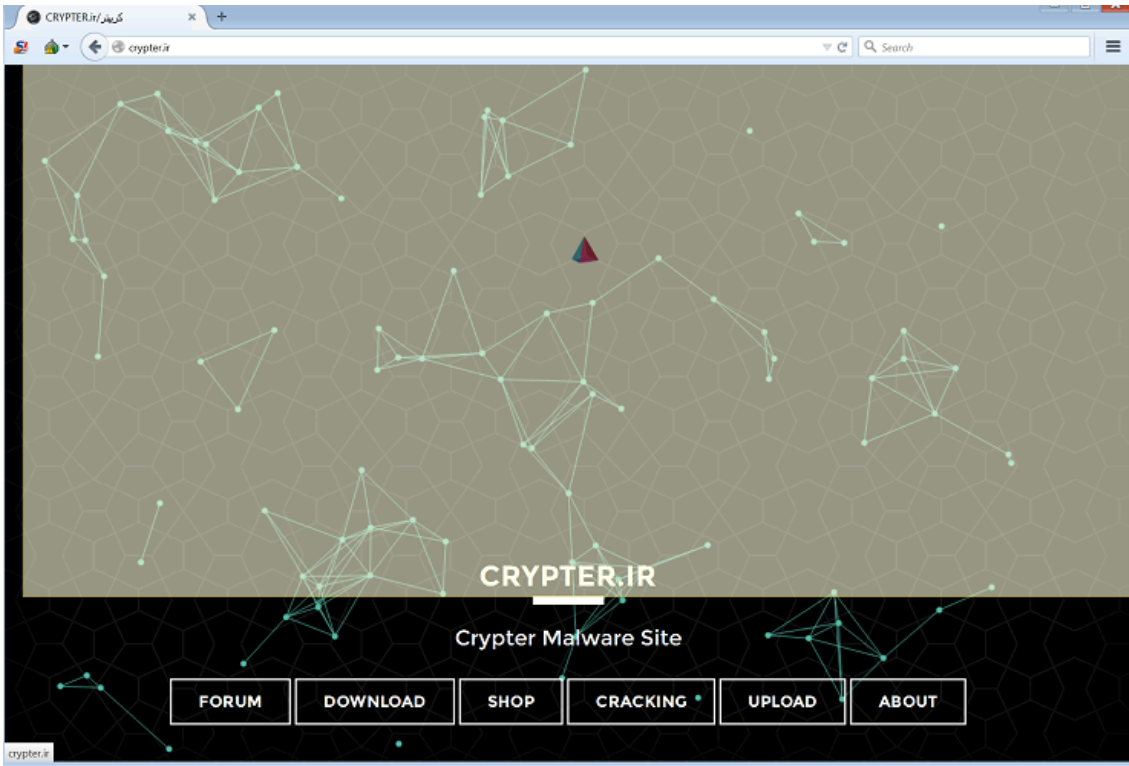 CRYPTER.ir/کریپتر
crypter.ir
Search
CRYPTER.IR
Crypter Malware Site
FORUM
DOWNLOAD
SHOP
CRACKING
UPLOAD
ABOUT
crypter.ir